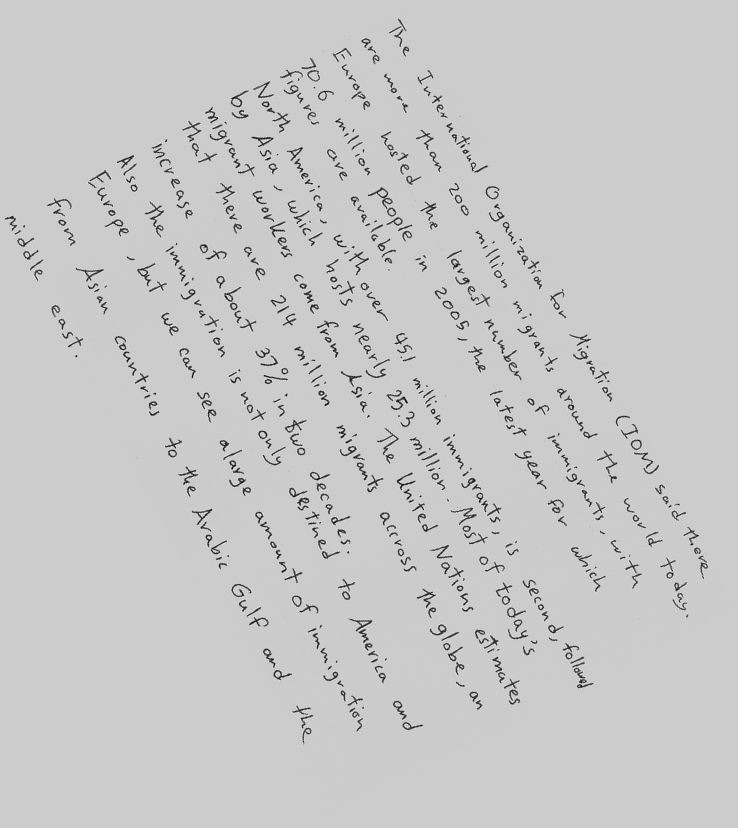 The International Organization for Migration (IOM) said there
are more than 200 million migrants around the world today.
Europe hosted the largest number of immigrants, with
70.6 million people in 2005, the latest year for which
figures are available.
North America, with over 45.1 million immigrants, is second, followed
by Asia, which hosts nearly 25.3 million. Most of today's
migrant workers come from Asia. The United Nations estimates
that there are 214 million migrants accross the globe, an
increase of about 37% in two decades.
Also the immigration is not only destined to America and
Europe, but we can see alarge amount of immigration
from Asian countries to the Arabic Gulf and the
middle east.